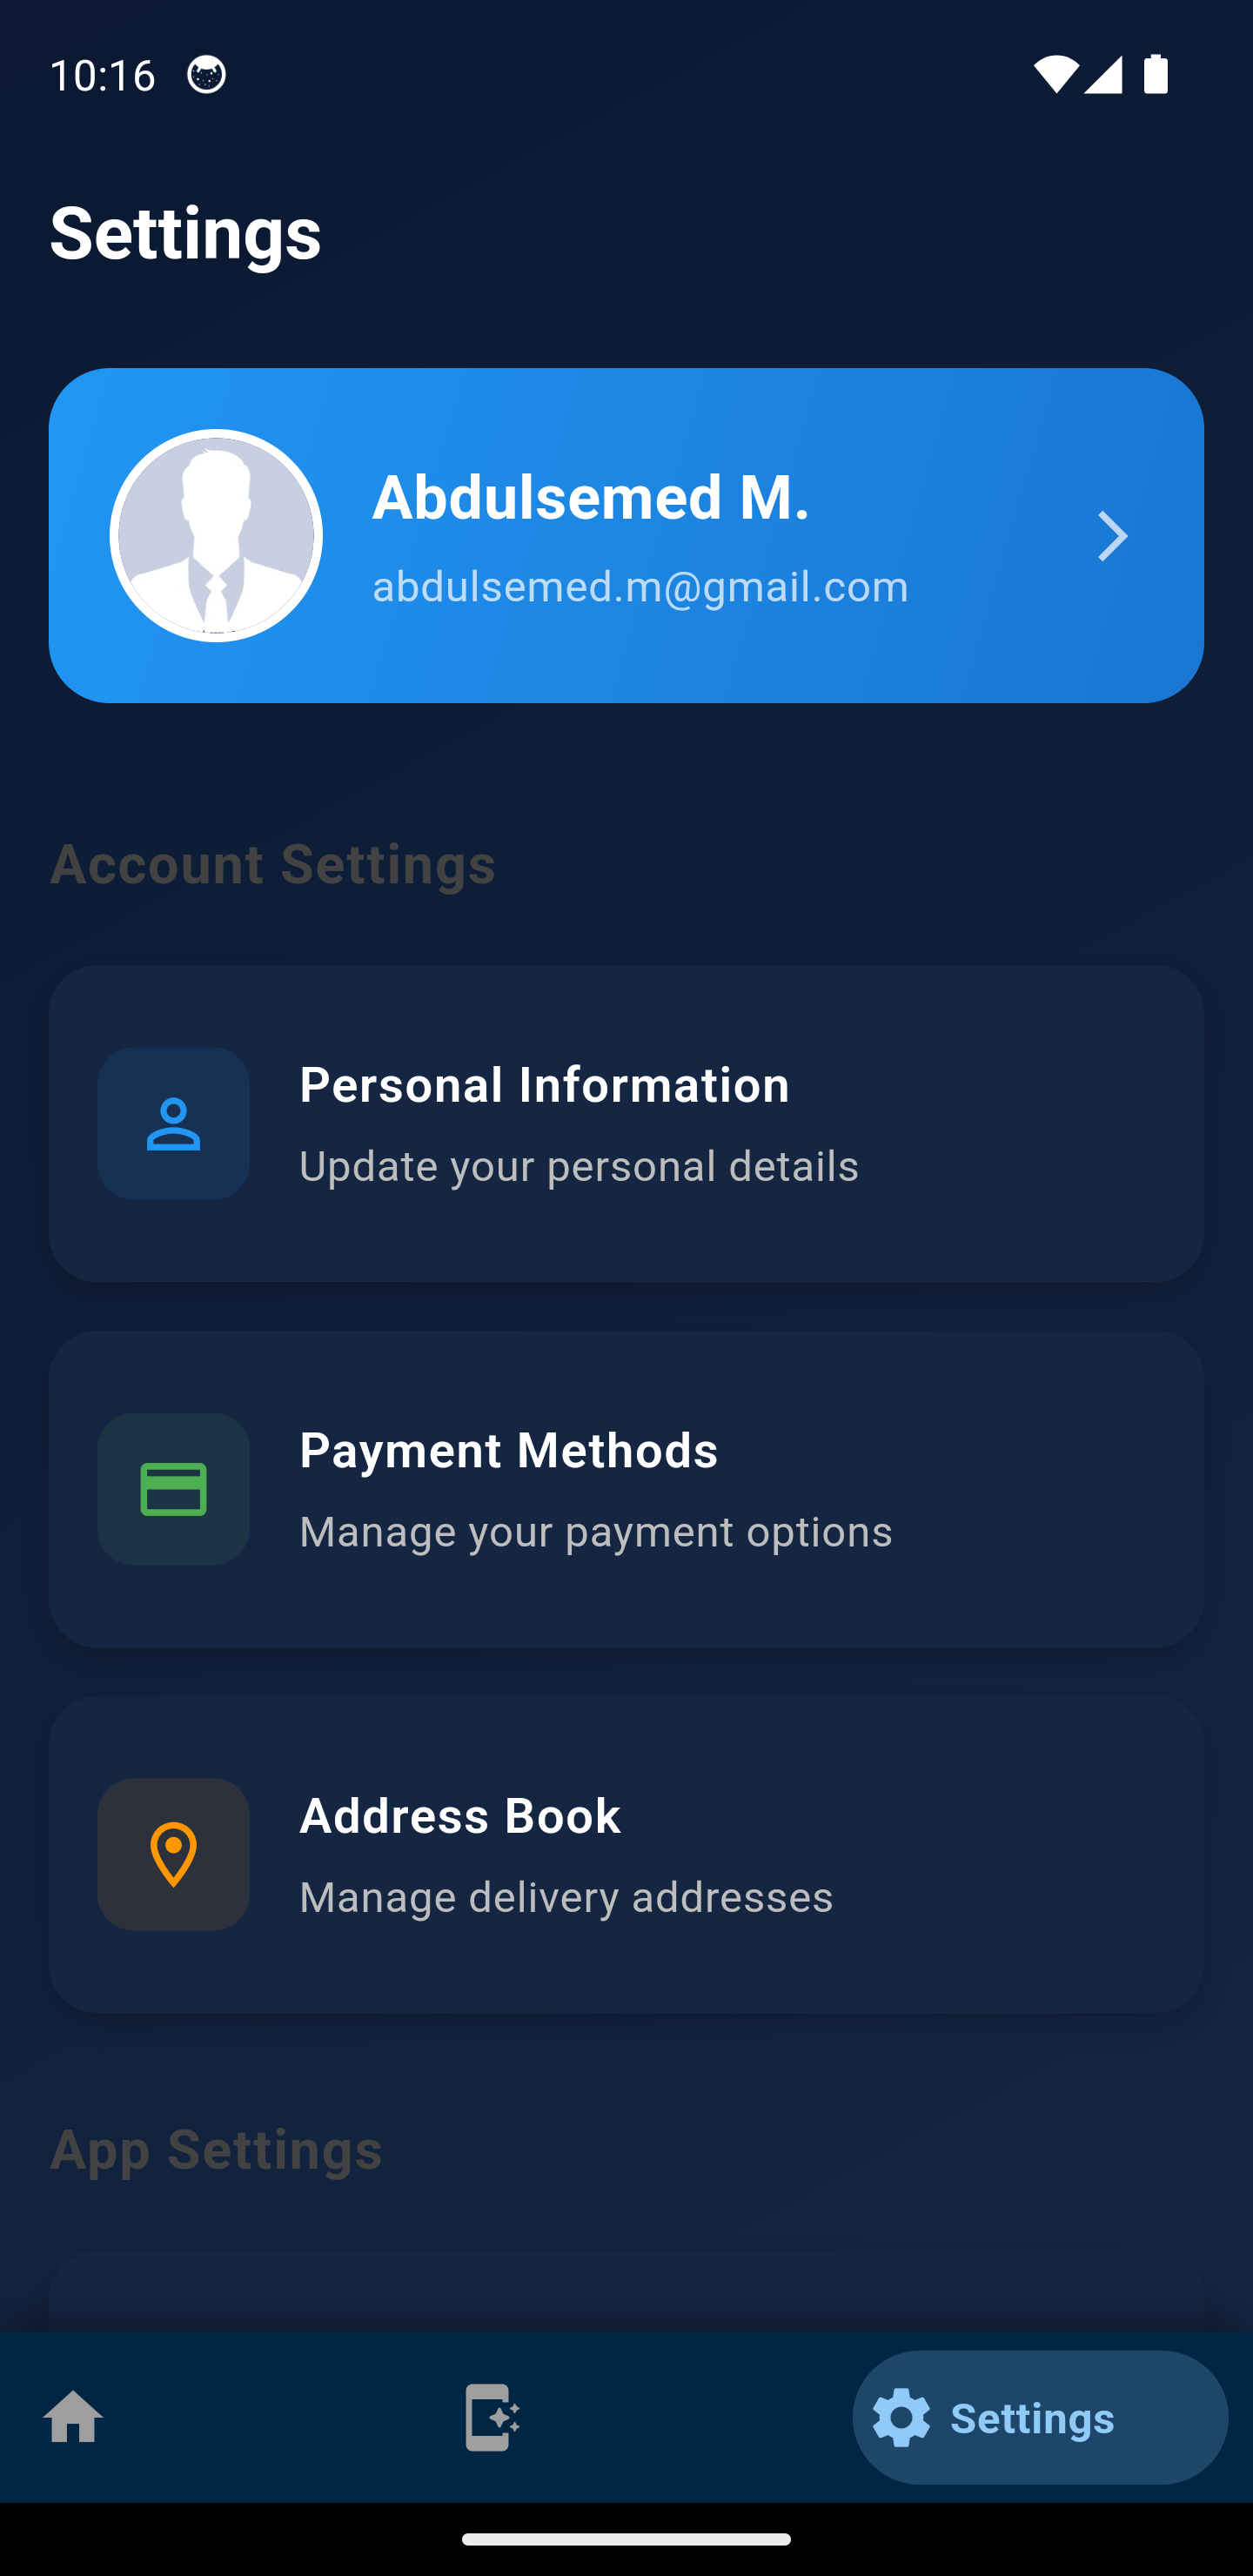 10:16
Settings
Abdulsemed M.
abdulsemed.m@gmail.com
Account Settings
Personal Information
Update your personal details
Payment Methods
Manage your payment options
Address Book
Manage delivery addresses
App Settings
Settings